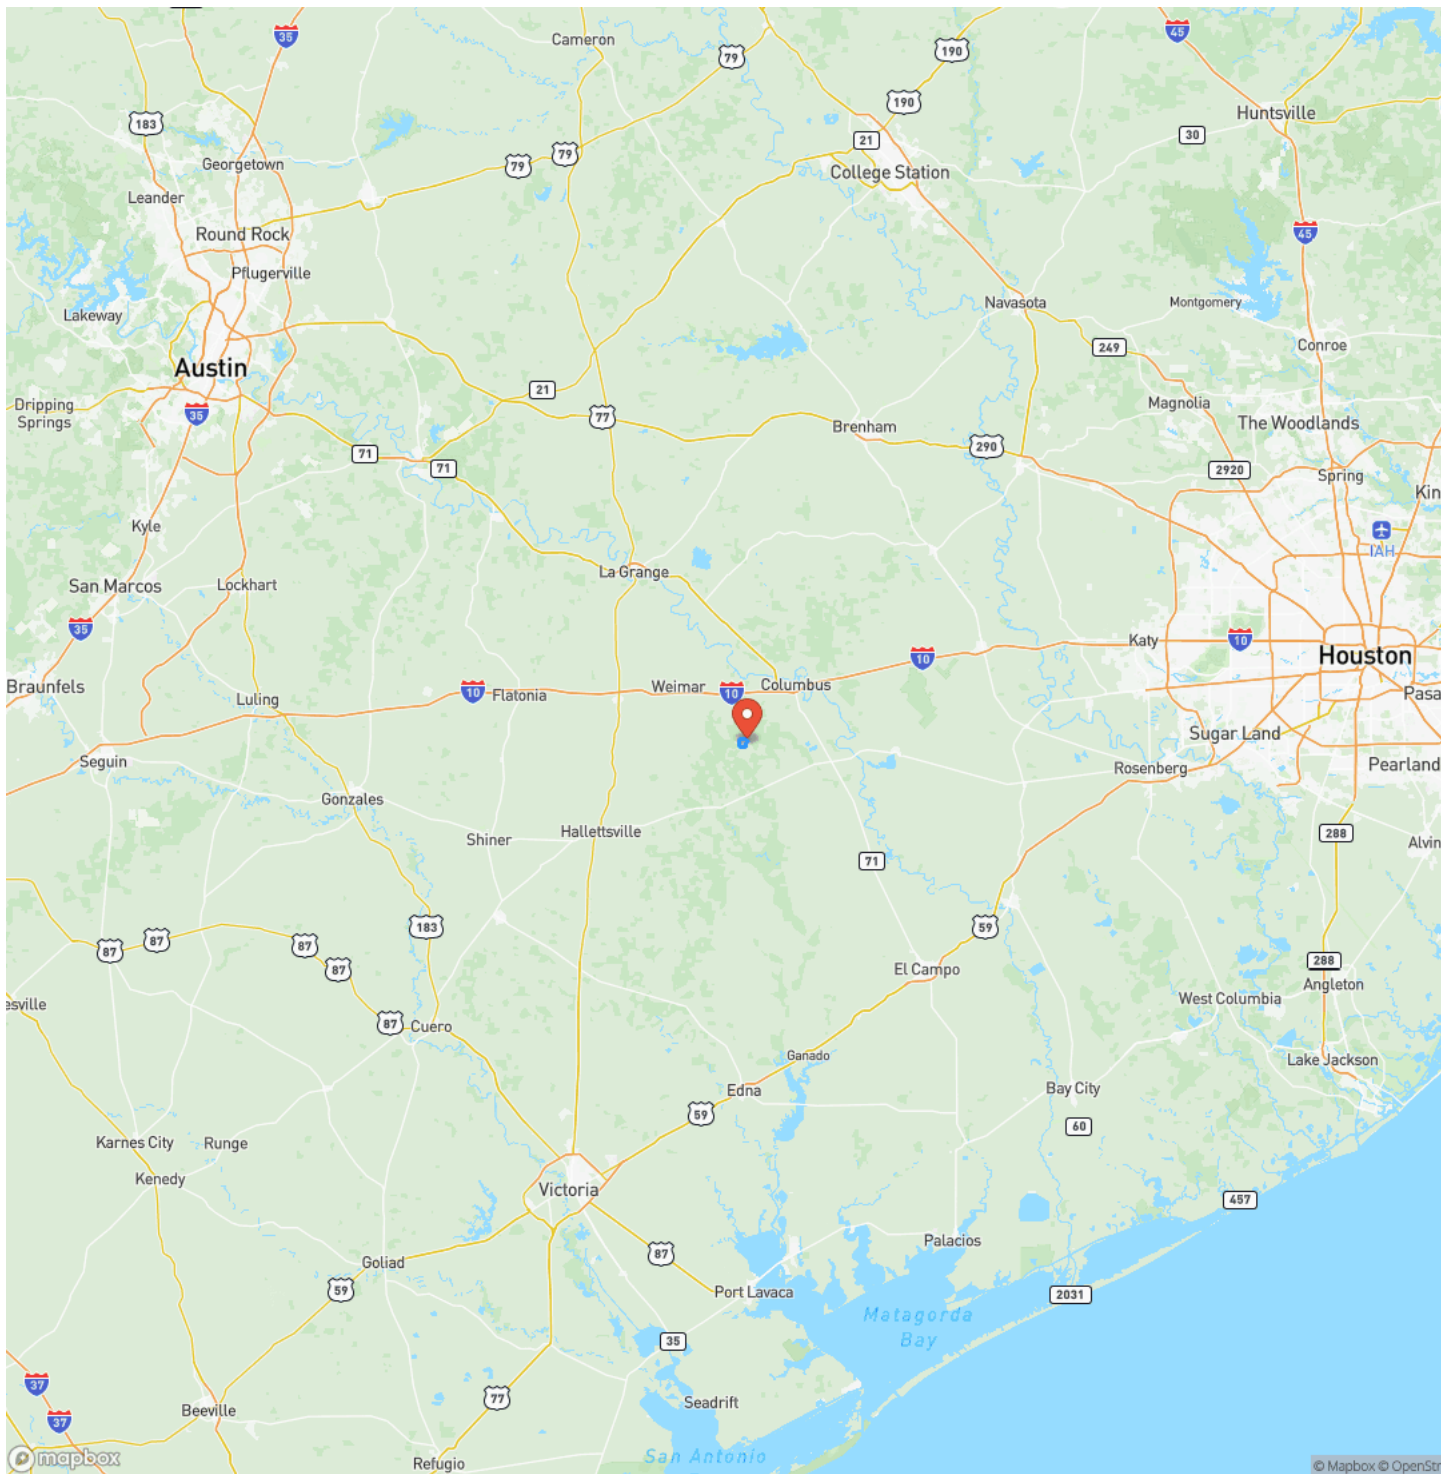 35
Cameron
79
190
45
183
190
Huntsville
21
30
79
79
Georgetown
College Station
Leander
Round Rock
45
Pflugerville
Navasota
Montgomery
Lakeway
249
Conroe
Austin
21
Dripping
Springs
35
77
Magnolia
Brenham
The Woodlands
290
71
71
2920
Spring
Kin
Kyle
IAH
La Grange
San Marcos
Lockhart
35
Katy
10
Houston
10
Braunfels
Weimar
10
Columbus
10
Flatonia
Luling
Pasa
Sugar Land
Seguin
Rosenberg
Pearland
Gonzales
Hallettsville
Shiner
288
Alvin
71
183
59
87
87
87
87
El Campo
288
Angleton
esville
West Columbia
87
Cuero
Ganado
Lake Jackson
Edna
Bay City
59
60
Karnes City
Runge
Kenedy
Victoria
457
Palacios
87
Goliad
59
Port Lavaca
2031
Matagorda
Bay
35
37
77
Seadrift
Beeville
37
San Antonio
mapbox
Refugio
© Mapbox © OpenStr